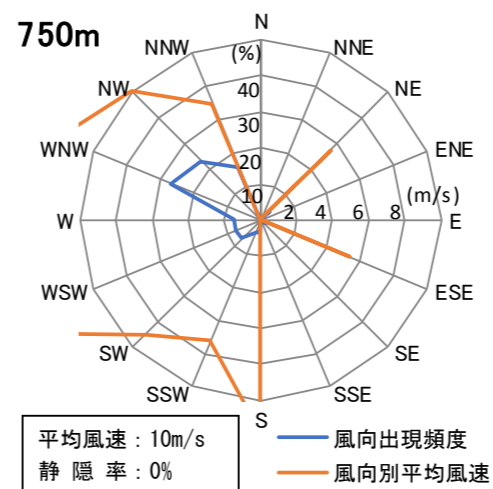 750m
N
NNW
NNE
(%)
NW
NE
40
30
WNW
ENE
20
10
(m/s)
W
2 4 6 8
E
WSW
ESE
SW
SE
SSW
SSE
S
平均風速：10m/s
静 隠 率：0%
風向出現頻度
風向別平均風速